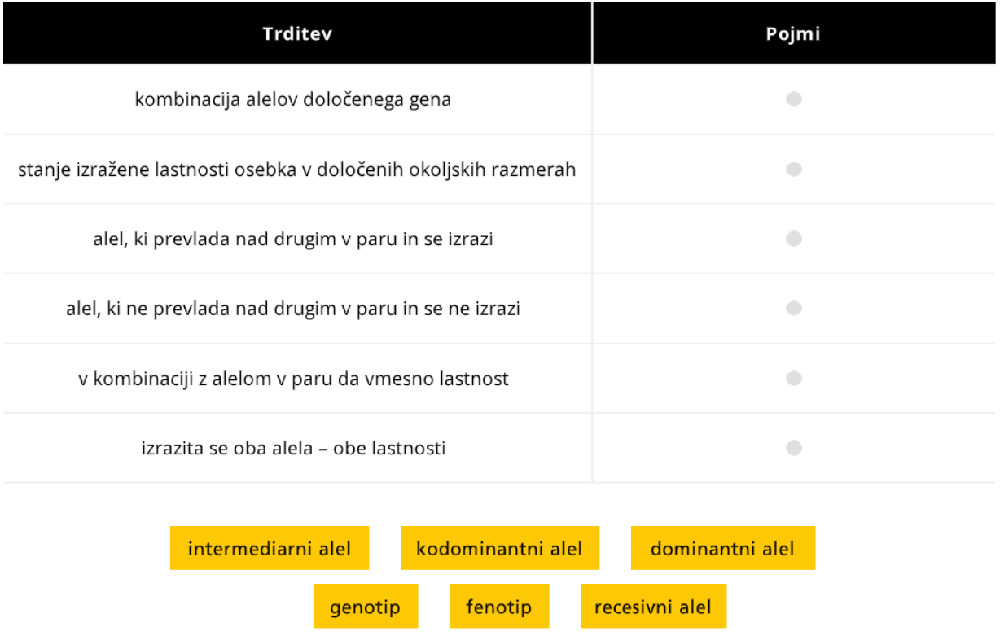 Trditev Pojmi
kombinacija alelov določenega gena
stanje izražene lastnosti osebka v določenih okoljskih razmerah
alel, ki prevlada nad drugim v paru in se izrazi
alel, ki ne prevlada nad drugim v paru in se ne izrazi
v kombinaciji z alelom v paru da vmesno lastnost
izrazita se oba alela – obe lastnosti
intermediarni alel kodominantni alel dominantni alel
genotip fenotip recesivni alel